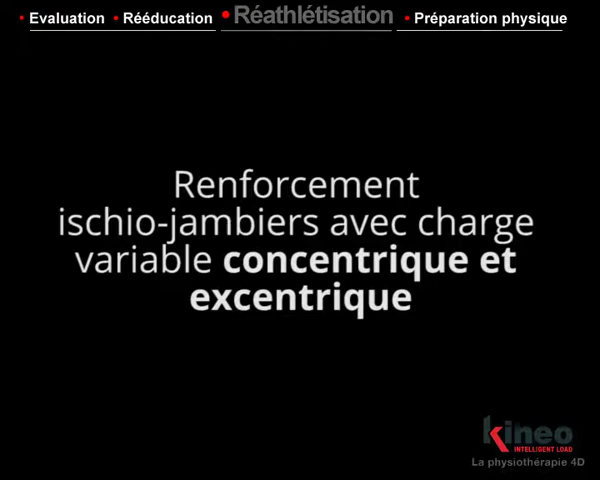 • Evaluation • Rééducation • Réathlétisation • Préparation physique
Renforcement
ischio-jambiers avec charge
variable concentrique et
excentrique
kineo
INTELLIGENT LOAD
La physiothérapie 4D